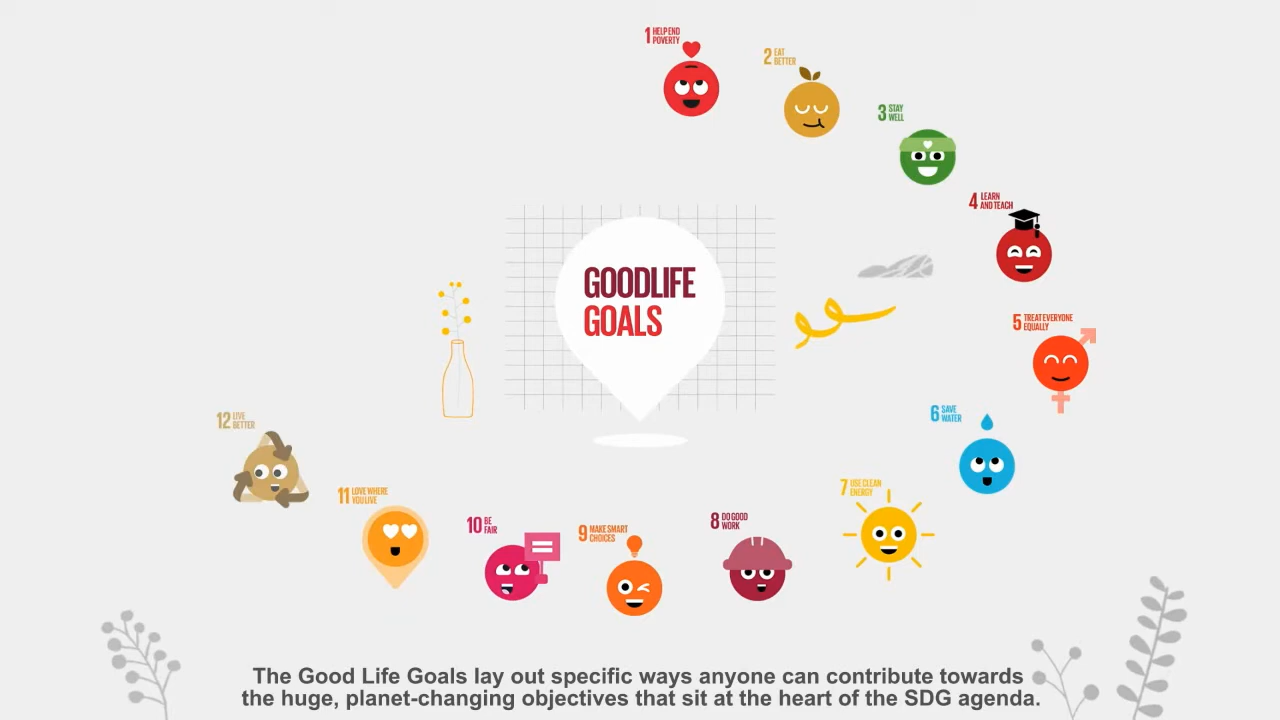 1 HELP END
POVERTY
2 EAT
BETTER
3 STAY
WELL
4 LEARN
AND TEACH
5 TREAT EVERYONE
EQUALLY
6 SAVE
WATER
7 USE CLEAN
ENERGY
8 DO GOOD
WORK
9 MAKE SMART
CHOICES
10 BE
FAIR
11 LOVE WHERE
YOU LIVE
12 LIVE
BETTER
GOODLIFE
GOALS
The Good Life Goals lay out specific ways anyone can contribute towards
the huge, planet-changing objectives that sit at the heart of the SDG agenda.